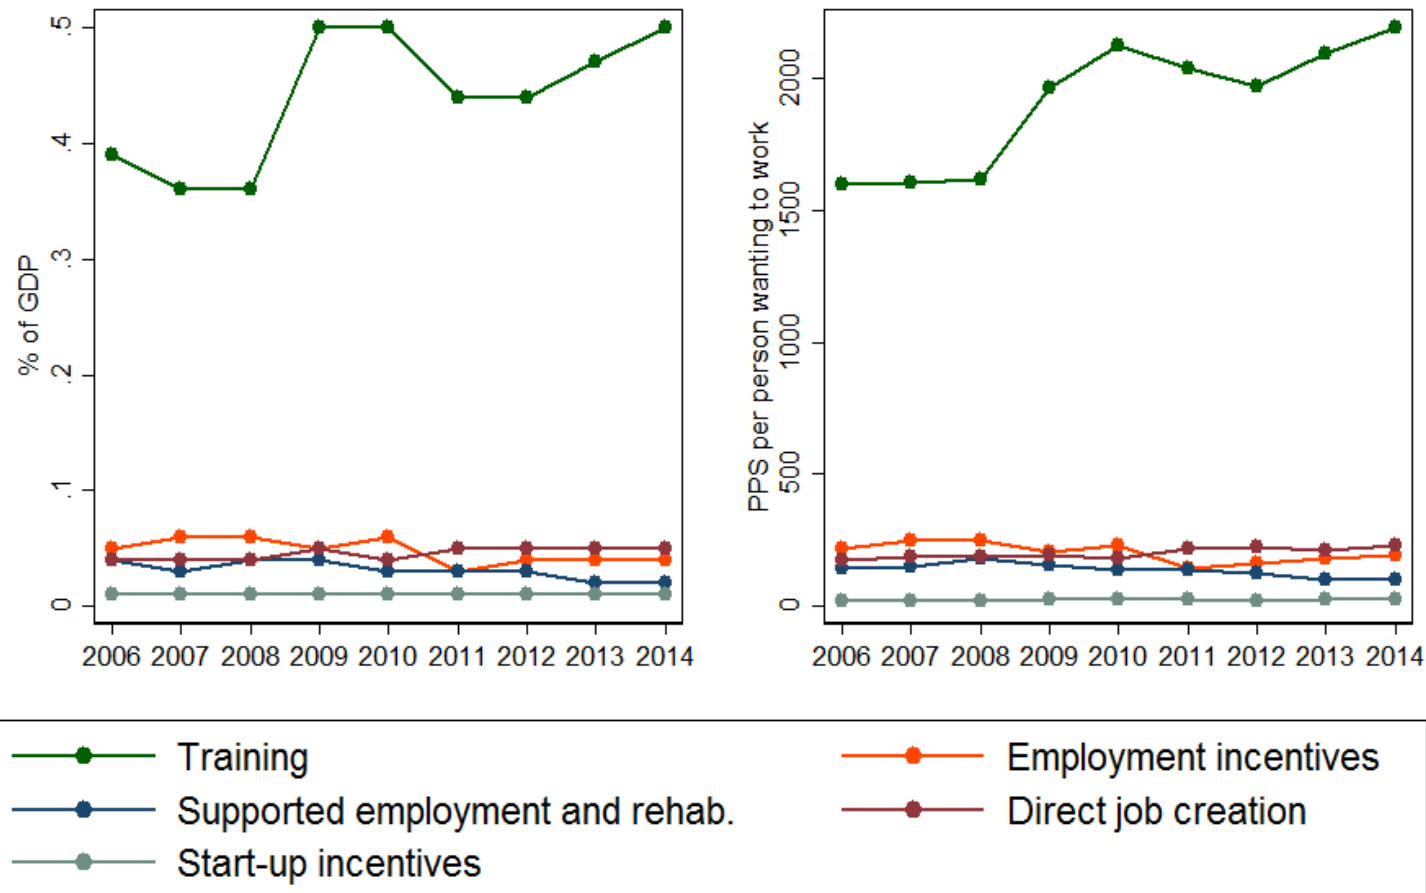 % of GDP
.5
.4
.3
.2
.1
0
2006 2007 2008 2009 2010 2011 2012 2013 2014
PPS per person wanting to work
2000
1500
1000
500
0
2006 2007 2008 2009 2010 2011 2012 2013 2014
Training
Employment incentives
Supported employment and rehab.
Direct job creation
Start-up incentives